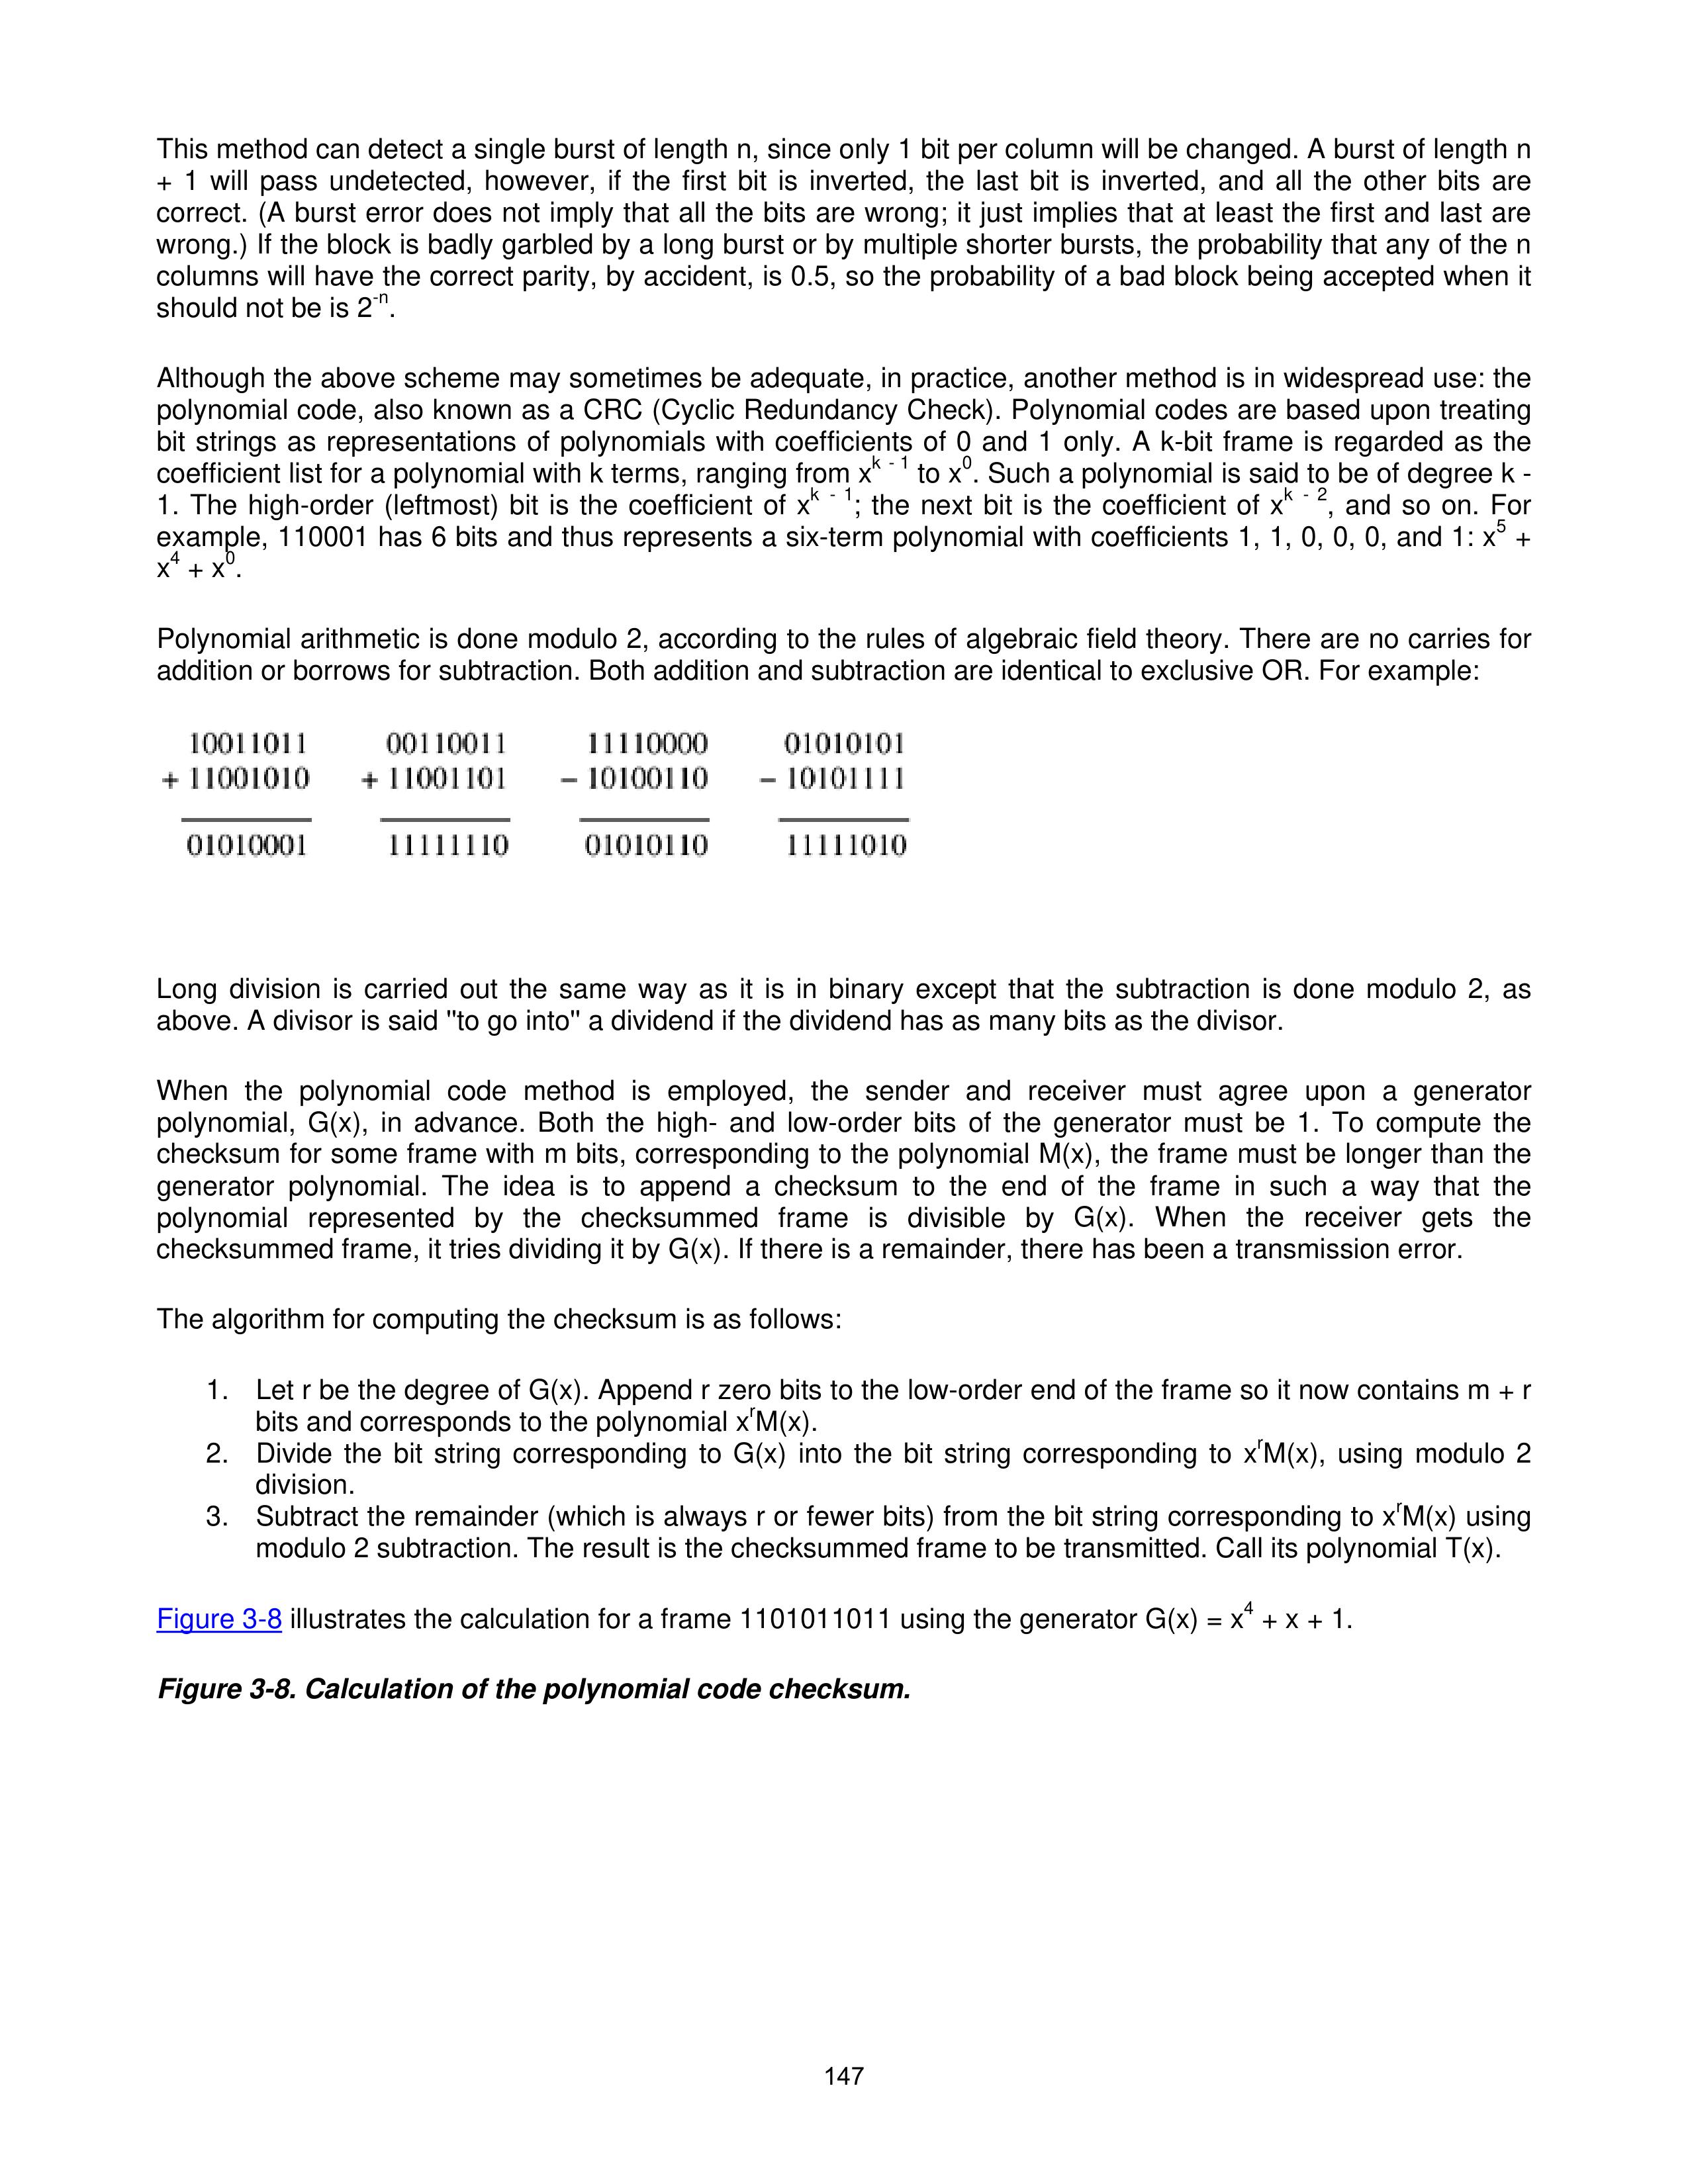 This method can detect a single burst of length n, since only 1 bit per column will be changed. A burst of length n
+ 1 will pass undetected, however, if the first bit is inverted, the last bit is inverted, and all the other bits are
correct. (A burst error does not imply that all the bits are wrong; it just implies that at least the first and last are
wrong.) If the block is badly garbled by a long burst or by multiple shorter bursts, the probability that any of the n
columns will have the correct parity, by accident, is 0.5, so the probability of a bad block being accepted when it
should not be is 2⁻ⁿ.
Although the above scheme may sometimes be adequate, in practice, another method is in widespread use: the
polynomial code, also known as a CRC (Cyclic Redundancy Check). Polynomial codes are based upon treating
bit strings as representations of polynomials with coefficients of 0 and 1 only. A k-bit frame is regarded as the
coefficient list for a polynomial with k terms, ranging from x^k - 1 to x⁰. Such a polynomial is said to be of degree k -
1. The high-order (leftmost) bit is the coefficient of x^k - 1; the next bit is the coefficient of x^k - 2, and so on. For
example, 110001 has 6 bits and thus represents a six-term polynomial with coefficients 1, 1, 0, 0, 0, and 1: x⁵ +
x⁴ + x⁰.
Polynomial arithmetic is done modulo 2, according to the rules of algebraic field theory. There are no carries for
addition or borrows for subtraction. Both addition and subtraction are identical to exclusive OR. For example:
10011011 00110011 11110000 01010101
+ 11001010 + 11001101 − 10100110 − 10101111
01010001 11111110 01010110 11111010
Long division is carried out the same way as it is in binary except that the subtraction is done modulo 2, as
above. A divisor is said "to go into" a dividend if the dividend has as many bits as the divisor.
When the polynomial code method is employed, the sender and receiver must agree upon a generator
polynomial, G(x), in advance. Both the high- and low-order bits of the generator must be 1. To compute the
checksum for some frame with m bits, corresponding to the polynomial M(x), the frame must be longer than the
generator polynomial. The idea is to append a checksum to the end of the frame in such a way that the
polynomial represented by the checksummed frame is divisible by G(x). When the receiver gets the
checksummed frame, it tries dividing it by G(x). If there is a remainder, there has been a transmission error.
The algorithm for computing the checksum is as follows:
1. Let r be the degree of G(x). Append r zero bits to the low-order end of the frame so it now contains m + r
bits and corresponds to the polynomial xʳM(x).
2. Divide the bit string corresponding to G(x) into the bit string corresponding to xʳM(x), using modulo 2
division.
3. Subtract the remainder (which is always r or fewer bits) from the bit string corresponding to xʳM(x) using
modulo 2 subtraction. The result is the checksummed frame to be transmitted. Call its polynomial T(x).
Figure 3-8 illustrates the calculation for a frame 1101011011 using the generator G(x) = x⁴ + x + 1.
Figure 3-8. Calculation of the polynomial code checksum.
147